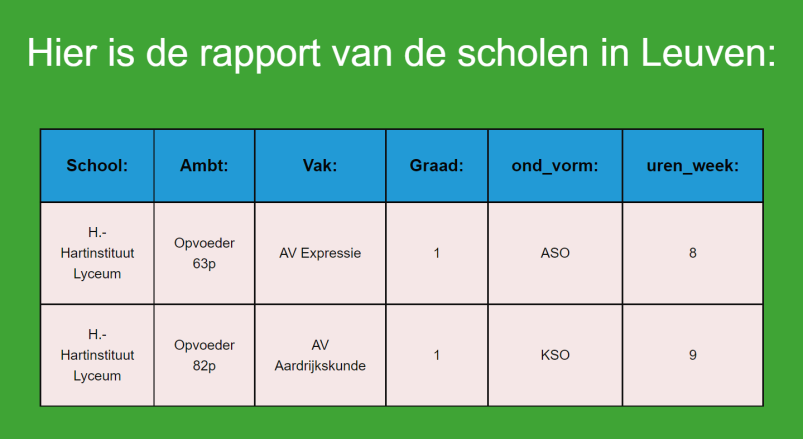 Hier is de rapport van de scholen in Leuven:
School: Ambt: Vak: Graad: ond_vorm: uren_week:
H.-
Hartinstituut
Lyceum
Opvoeder
63p
AV Expressie
1
ASO
8
H.-
Hartinstituut
Lyceum
Opvoeder
82p
AV
Aardrijkskunde
1
KSO
9